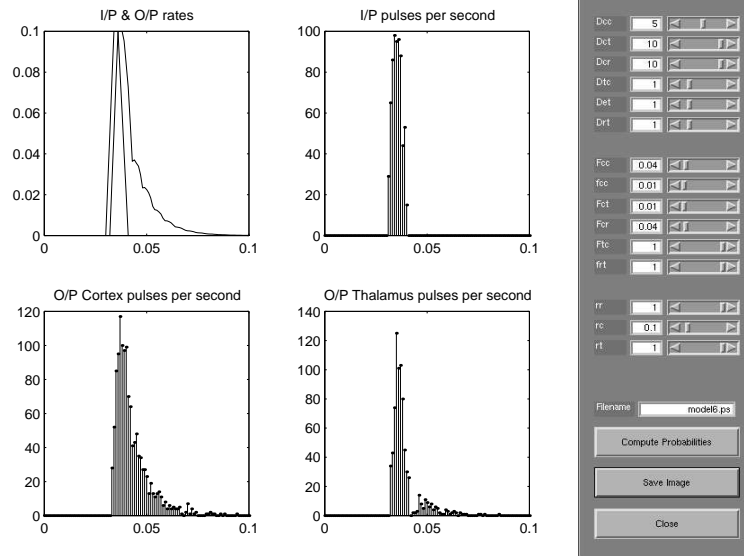 I/P & O/P rates
0.1
0.08
0.06
0.04
0.02
0
0
0.05
0.1
I/P pulses per second
100
80
60
40
20
0
0
0.05
0.1
O/P Cortex pulses per second
120
100
80
60
40
20
0
0
0.05
0.1
O/P Thalamus pulses per second
140
120
100
80
60
40
20
0
0
0.05
0.1
Dcc 5
Dct 10
Dcr 10
Dtc 1
Det 1
Drt 1
Fcc 0.04
fcc 0.01
Fct 0.01
Fcr 0.04
Ftc 1
frt 1
rr 1
rc 0.1
rt 1
Filename model6.ps
Compute Probabilities
Save Image
Close